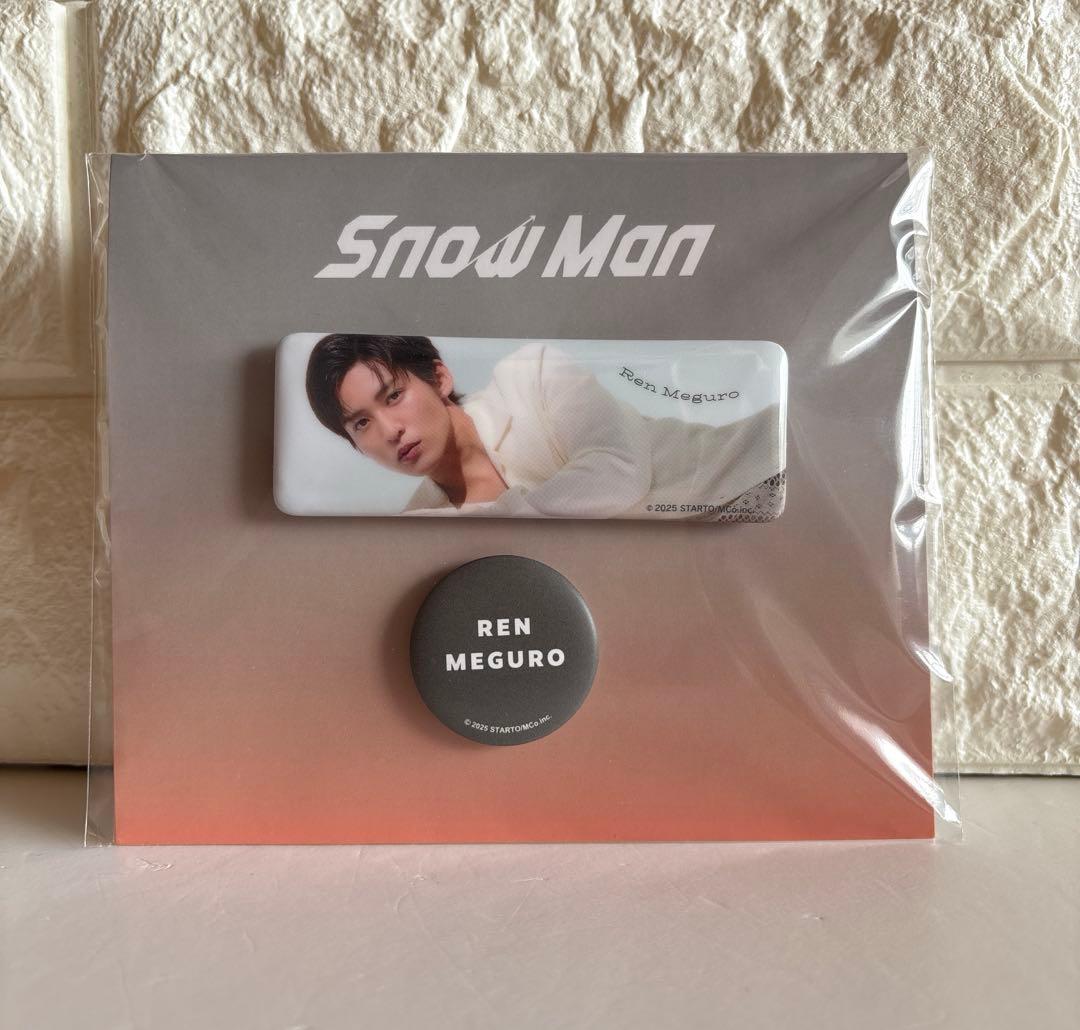 Snow Man
Ren Meguro
© 2025 STARTO/MCo.Inc.
REN
MEGURO
© 2025 STARTO/MCo.Inc.